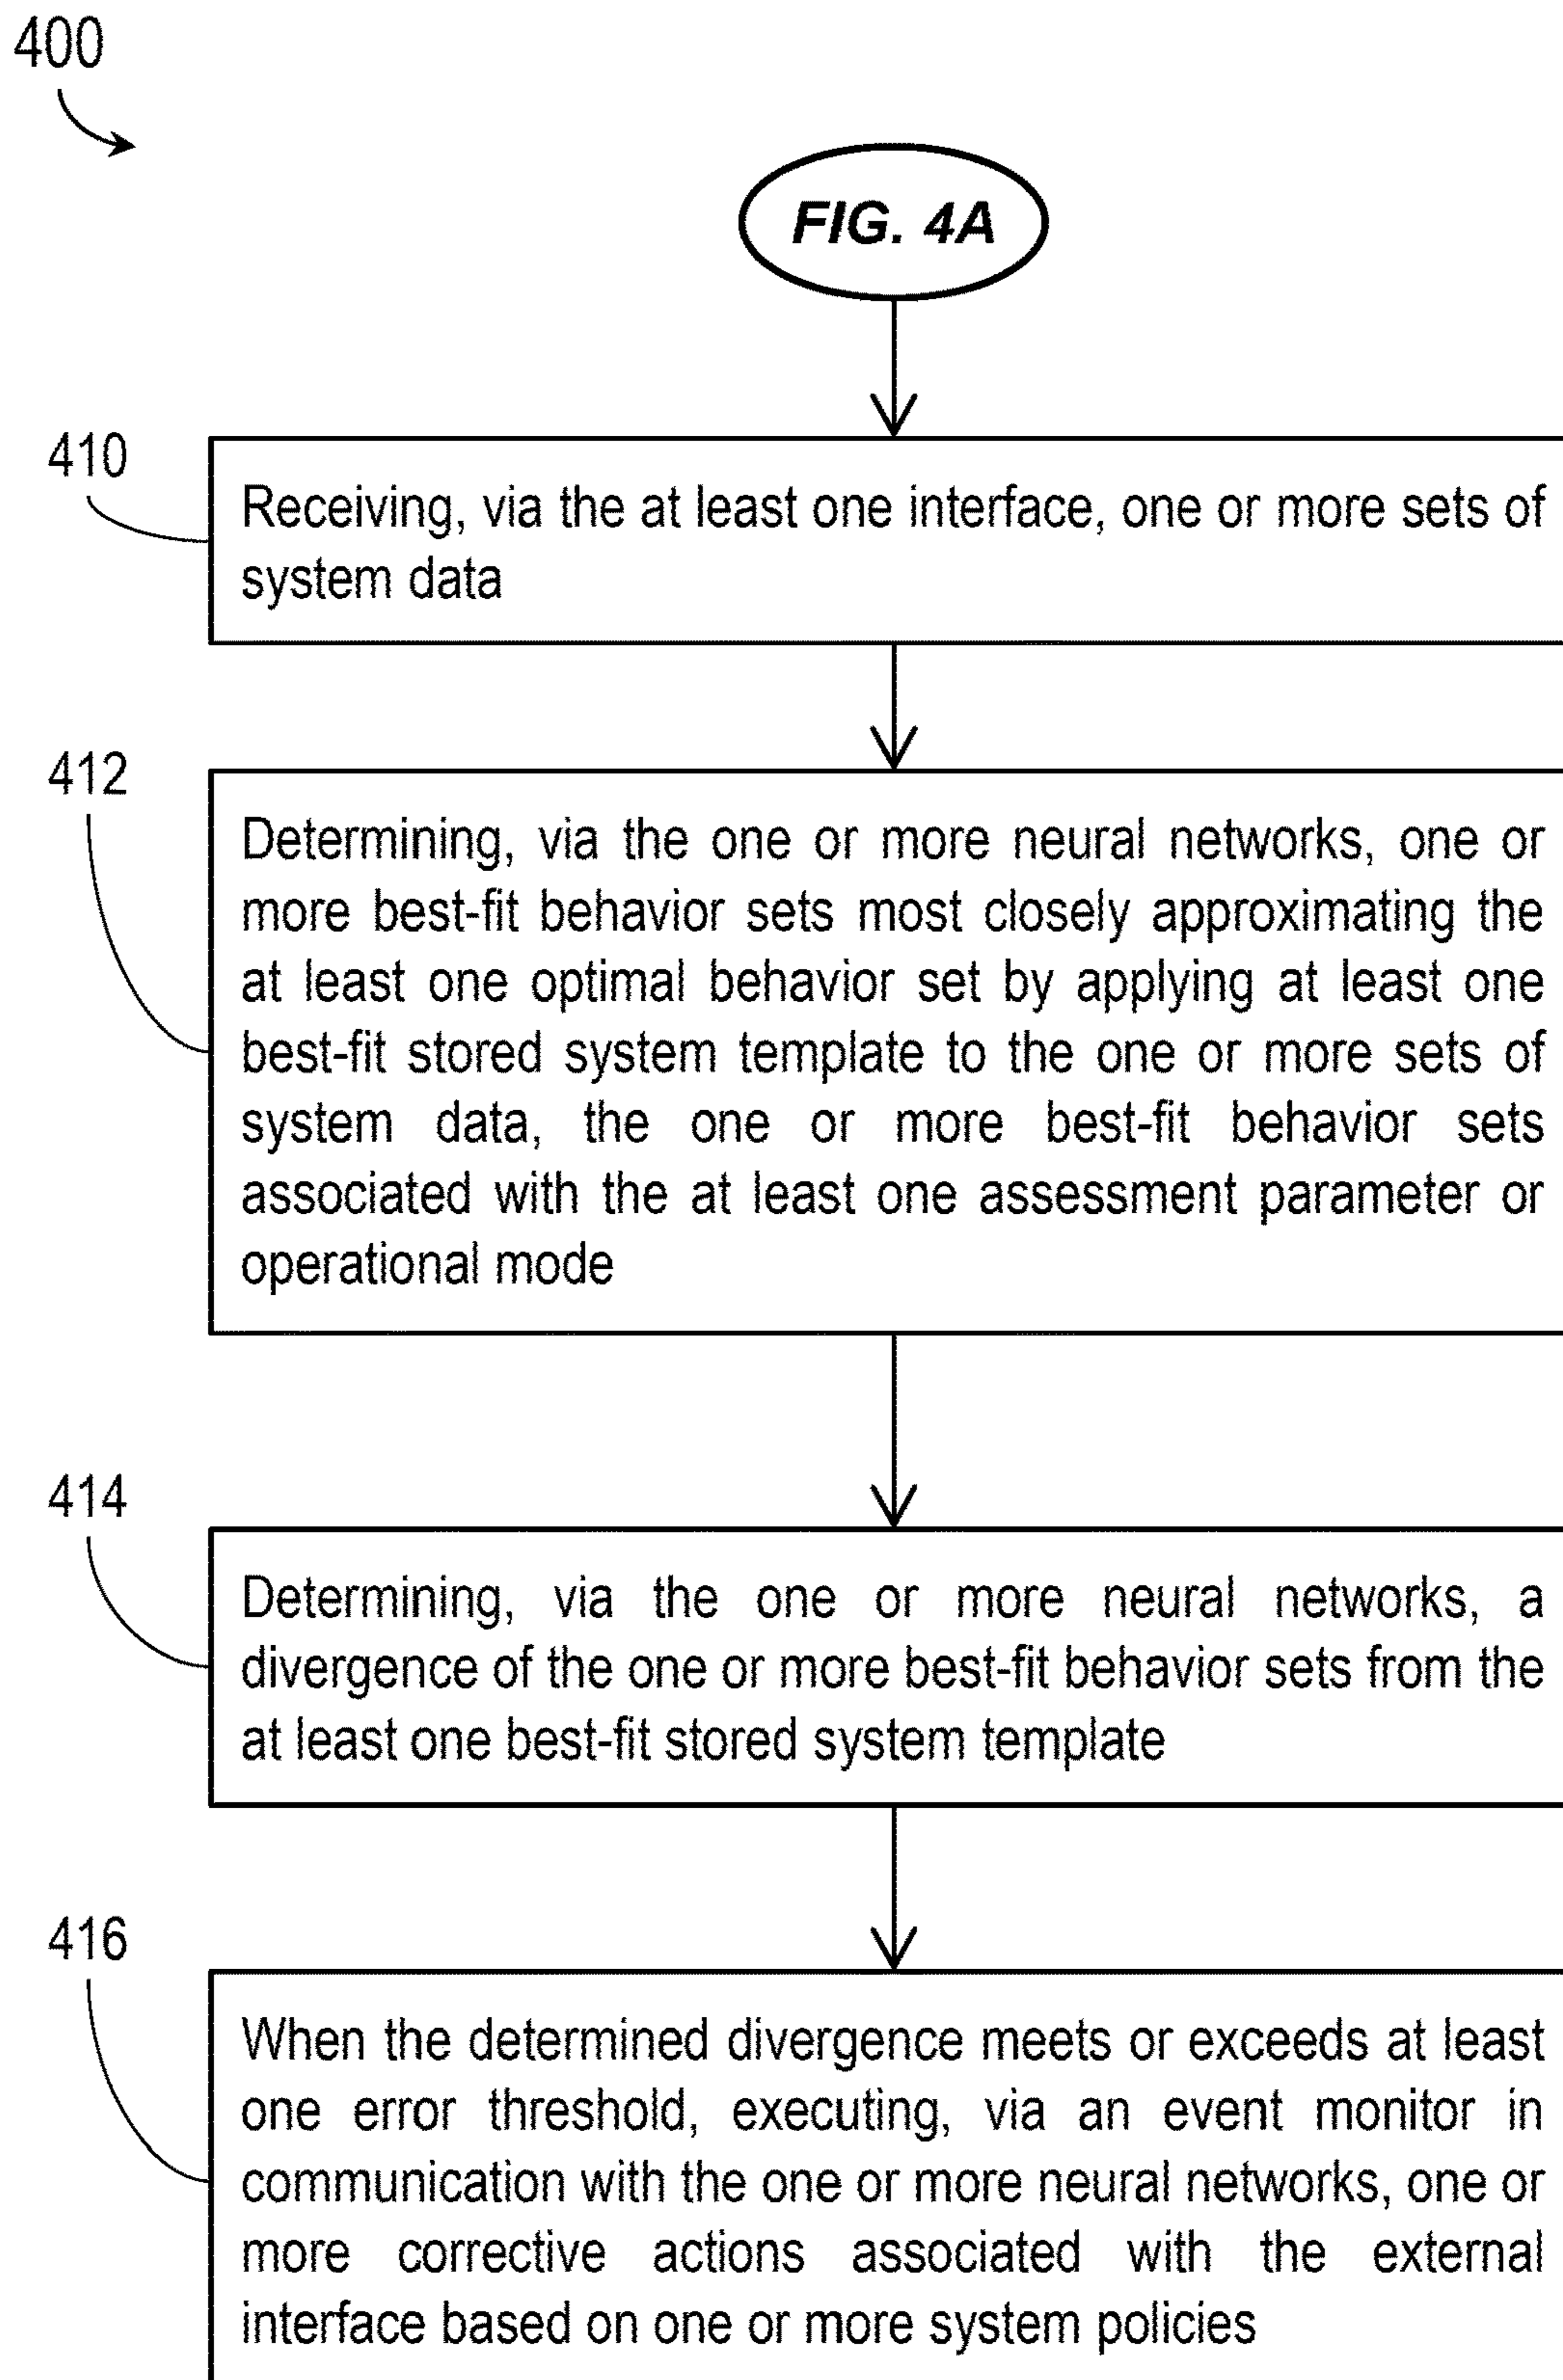 400
FIG. 4A
410
Receiving, via the at least one interface, one or more sets of
system data
412
Determining, via the one or more neural networks, one or
more best-fit behavior sets most closely approximating the
at least one optimal behavior set by applying at least one
best-fit stored system template to the one or more sets of
system data, the one or more best-fit behavior sets
associated with the at least one assessment parameter or
operational mode
414
Determining, via the one or more neural networks, a
divergence of the one or more best-fit behavior sets from the
at least one best-fit stored system template
416
When the determined divergence meets or exceeds at least
one error threshold, executing, via an event monitor in
communication with the one or more neural networks, one or
more corrective actions associated with the external
interface based on one or more system policies